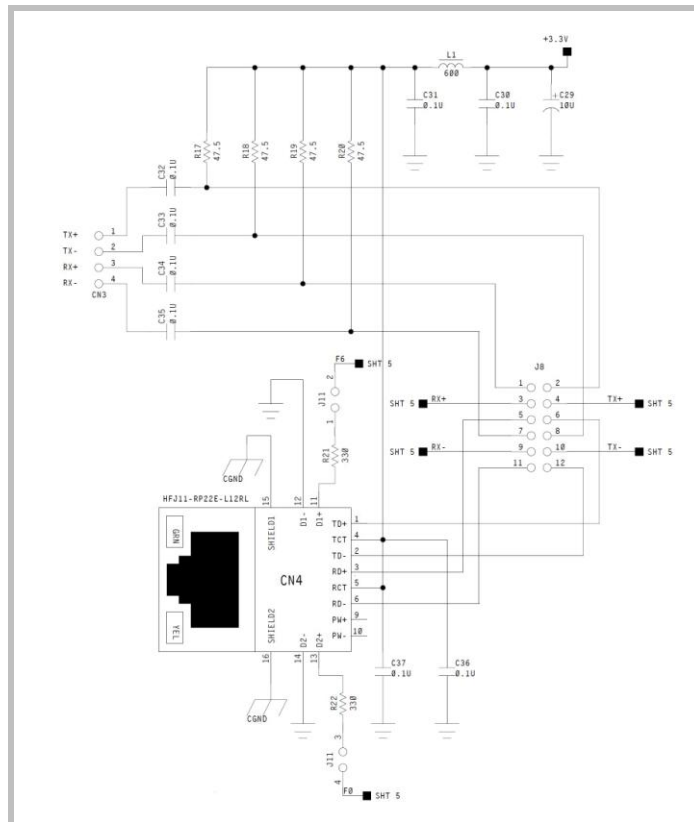 +3.3V
L1
600
C31
0.1U
C30
0.1U
C29
10U
+
R17
47.5
R18
47.5
R19
47.5
R20
47.5
C32
0.1U
C33
0.1U
C34
0.1U
C35
0.1U
TX+ 1
TX- 2
RX+ 3
RX- 4
CN3
F6
SHT 5
2
J11
1
R21
330
J8
1 2
SHT 5 RX+ 3 4 TX+ SHT 5
5 6
7 8
SHT 5 RX- 9 10 TX- SHT 5
11 12
CGND
HFJ11-RP22E-L12RL
15
12
11
SHIELD1
D1-
D1+
GRN
YEL
CN4
TD+ 1
TCT 4
TD- 2
RD+ 3
RCT 5
RD- 6
PW+ 9
PW- 10
SHIELD2
D2-
D2+
16
14
13
CGND
C37
0.1U
C36
0.1U
R22
330
3
J11
4
F0
SHT 5